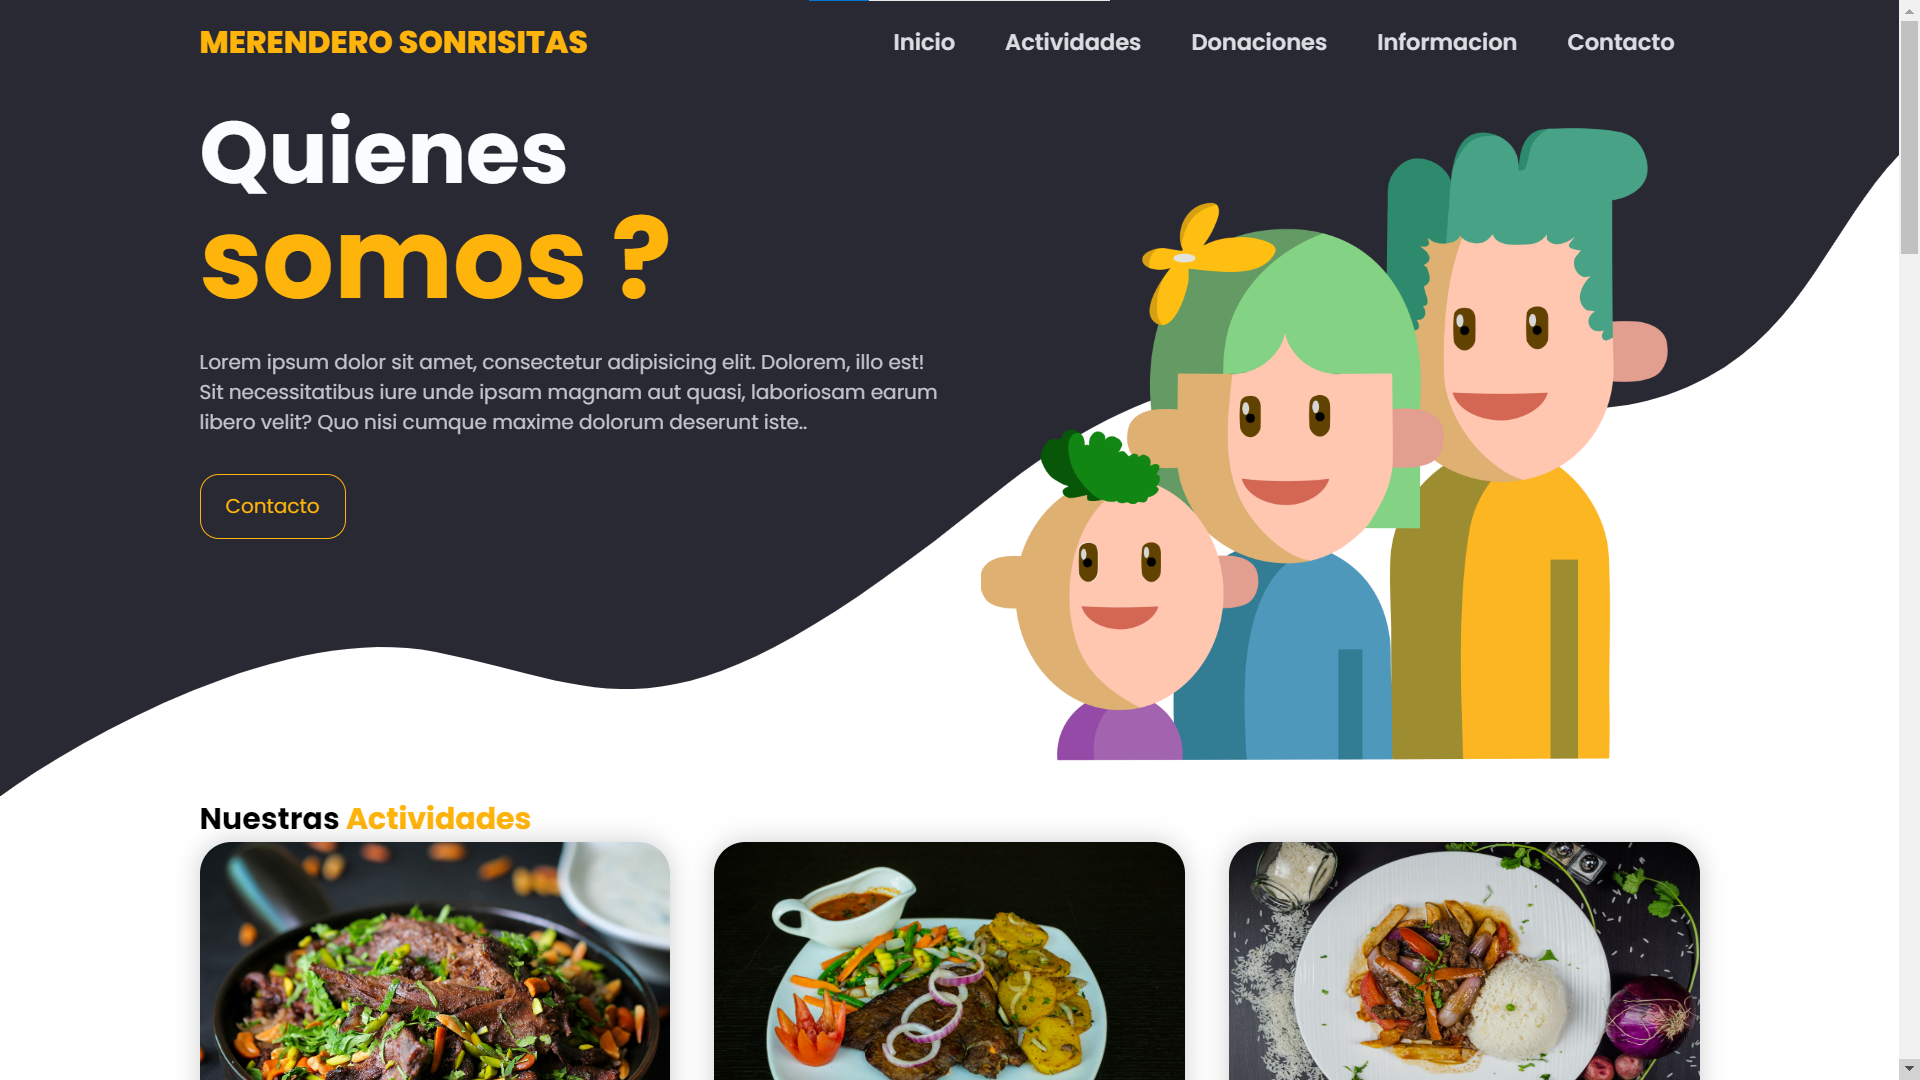 MERENDERO SONRISITAS
Inicio Actividades Donaciones Informacion Contacto
Quienes
somos ?
Lorem ipsum dolor sit amet, consectetur adipisicing elit. Dolorem, illo est!
Sit necessitatibus iure unde ipsam magnam aut quasi, laboriosam earum
libero velit? Quo nisi cumque maxime dolorum deserunt iste..
Contacto
Nuestras Actividades